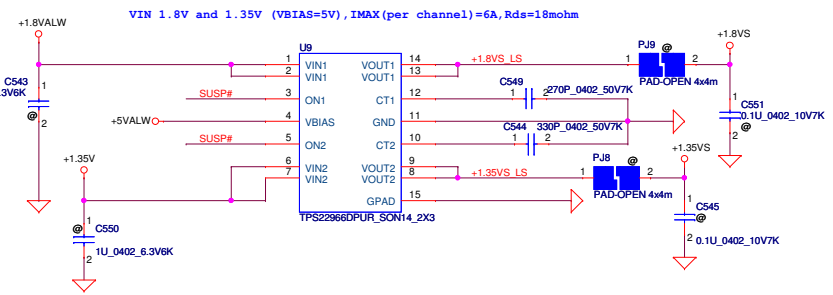 VIN 1.8V and 1.35V (VBIAS=5V),IMAX(per channel)=6A,Rds=18mohm
+1.8VALW
U9
PJ9
@
+1.8VS
1 VIN1 VOUT1 14 +1.8VS_LS 1 2
2 VIN1 VOUT1 13
C543
.3V6K
1
@
2
C549 270P_0402_50V7K
PAD-OPEN 4x4m
SUSP# 3 ON1 CT1 12 1 2
1
C551
0.1U_0402_10V7K
@
2
+5VALW 4 VBIAS GND 11
C544 330P_0402_50V7K
SUSP# 5 ON2 CT2 10 1 2
+1.35V
6 VIN2 VOUT2 9
7 VIN2 VOUT2 8 +1.35VS_LS 1 2
PJ8
@
+1.35VS
GPAD 15
PAD-OPEN 4x4m
TPS22966DPUR_SON14_2X3
1
@ C550
1U_0402_6.3V6K
2
1 C545
@
2 0.1U_0402_10V7K